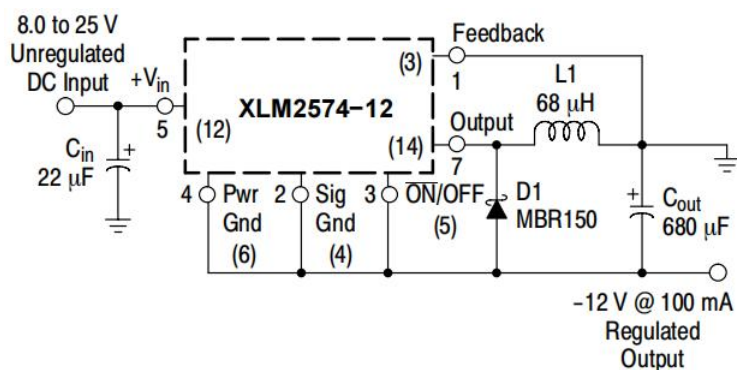 8.0 to 25 V
Unregulated
DC Input
+Vin
5
(12)
Cin
22 μF
+
XLM2574-12
(3)
Feedback
1
(14)
Output
7
L1
68 μH
4
Pwr
Gnd
(6)
2
Sig
Gnd
(4)
3
O̅N̅/OFF
(5)
D1
MBR150
+
Cout
680 μF
–12 V @ 100 mA
Regulated
Output